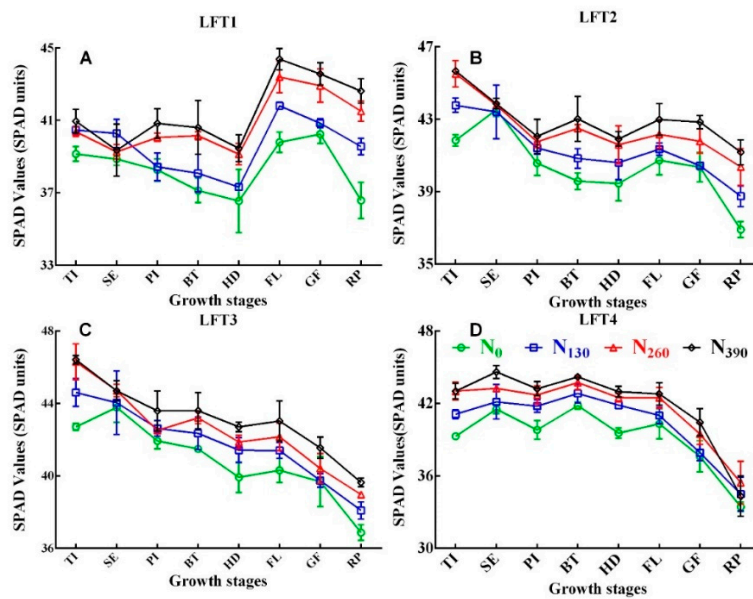 LFT1
A
SPAD Values (SPAD units)
45
41
37
33
TI SE PI BT HD FL GF RP
Growth stages
LFT2
B
SPAD Values (SPAD units)
47
43
39
35
TI SE PI BT HD FL GF RP
Growth stages
LFT3
C
SPAD Values (SPAD units)
48
44
40
36
TI SE PI BT HD FL GF RP
Growth stages
LFT4
D
N0 N130 N260 N390
SPAD Values(SPAD units)
48
42
36
30
TI SE PI BT HD FL GF RP
Growth stages